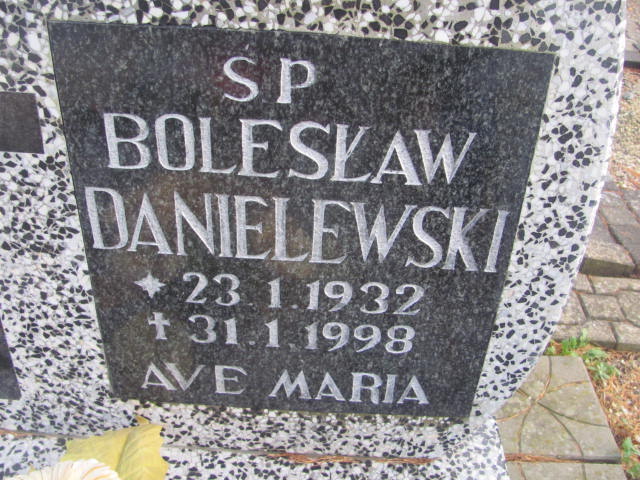 SP
BOLESŁAW
DANIELEWSKI
* 23.1.1932
✝ 31.1.1998
AVE MARIA